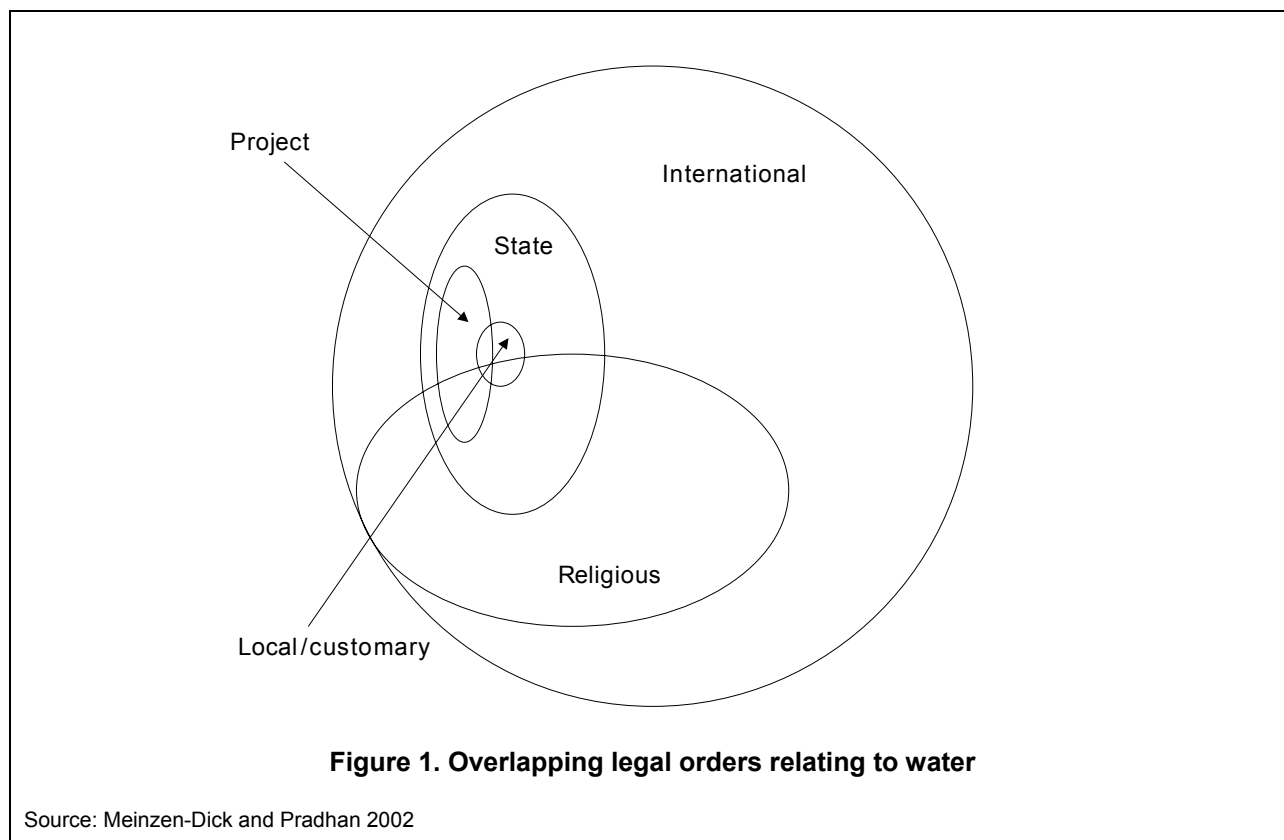 Project
International
State
Religious
Local/customary
Figure 1. Overlapping legal orders relating to water
Source: Meinzen-Dick and Pradhan 2002